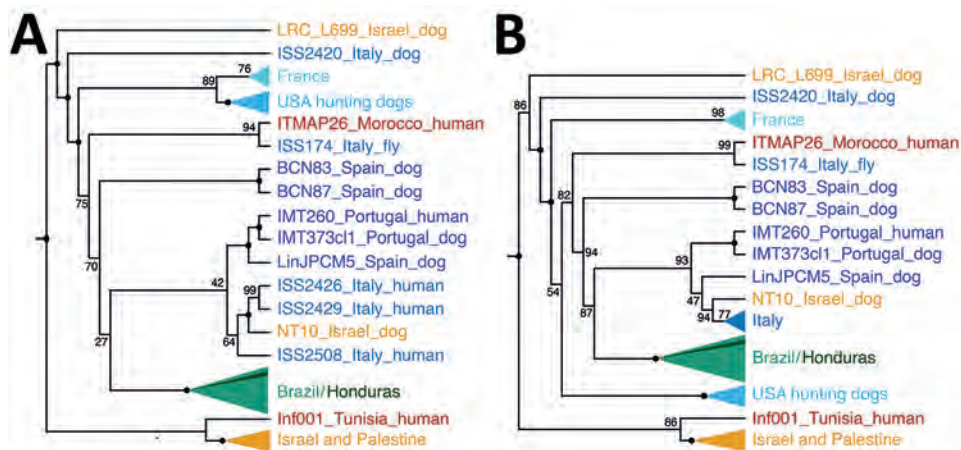 A
LRC_L699_Israel_dog
ISS2420_Italy_dog
76
France
89
USA hunting dogs
ITMAP26_Morocco_human
94
ISS174_Italy_fly
BCN83_Spain_dog
75
BCN87_Spain_dog
IMT260_Portugal_human
IMT373cl1_Portugal_dog
70
LinJPCM5_Spain_dog
42
ISS2426_Italy_human
99
ISS2429_Italy_human
NT10_Israel_dog
64
27
ISS2508_Italy_human
Brazil/Honduras
Inf001_Tunisia_human
Israel and Palestine
B
LRC_L699_Israel_dog
86
ISS2420_Italy_dog
98
France
ITMAP26_Morocco_human
99
ISS174_Italy_fly
82
BCN83_Spain_dog
BCN87_Spain_dog
IMT260_Portugal_human
94
IMT373cl1_Portugal_dog
93
LinJPCM5_Spain_dog
54
47
NT10_Israel_dog
87
94
77
Italy
Brazil/Honduras
USA hunting dogs
Inf001_Tunisia_human
86
Israel and Palestine